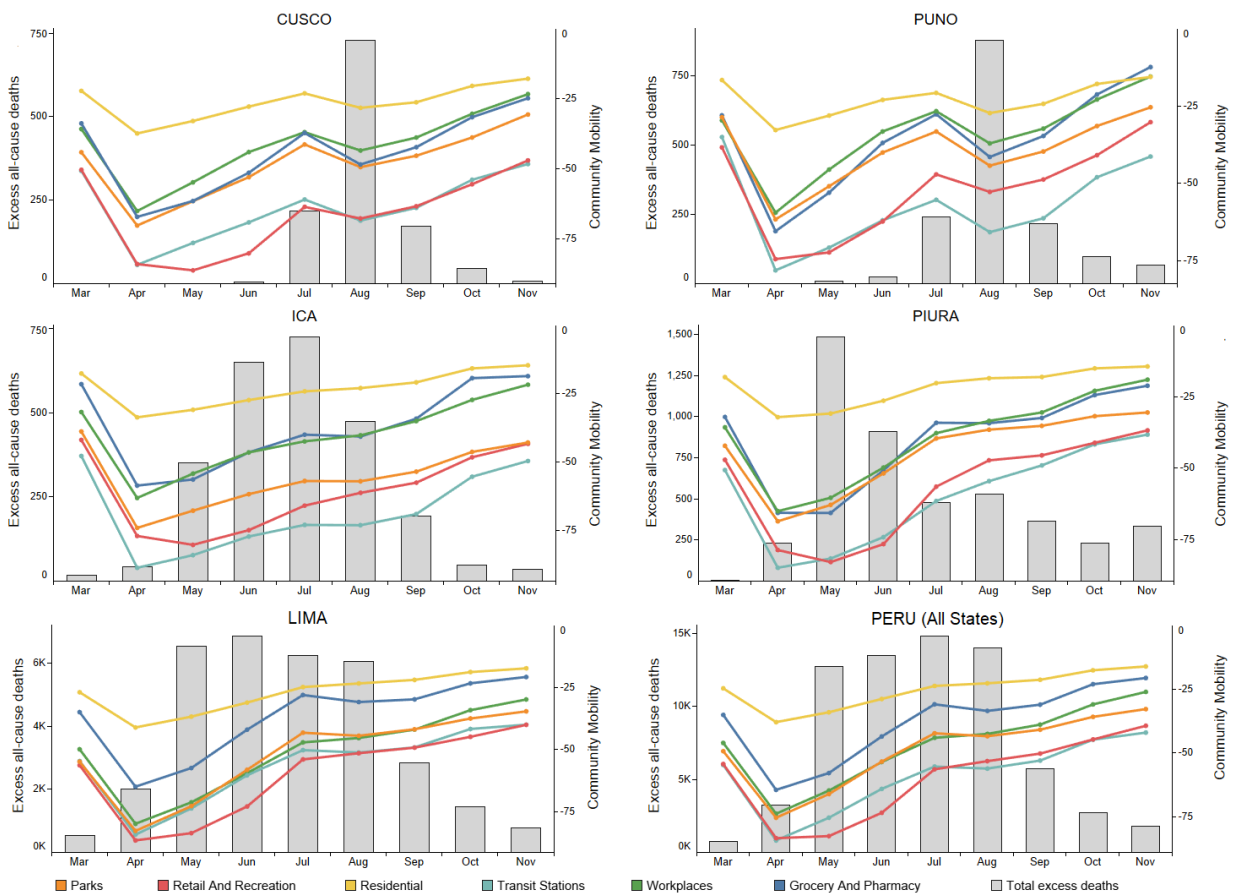 CUSCO
Excess all-cause deaths
750
500
250
0
0
-25
-50
-75
Community Mobility
Mar Apr May Jun Jul Aug Sep Oct Nov
PUNO
Excess all-cause deaths
750
500
250
0
0
-25
-50
-75
Community Mobility
Mar Apr May Jun Jul Aug Sep Oct Nov
ICA
Excess all-cause deaths
750
500
250
0
0
-25
-50
-75
Community Mobility
Mar Apr May Jun Jul Aug Sep Oct Nov
PIURA
Excess all-cause deaths
1,500
1,250
1,000
750
500
250
0
0
-25
-50
-75
Community Mobility
Mar Apr May Jun Jul Aug Sep Oct Nov
LIMA
Excess all-cause deaths
6K
4K
2K
0K
0
-25
-50
-75
Community Mobility
Mar Apr May Jun Jul Aug Sep Oct Nov
PERU (All States)
Excess all-cause deaths
15K
10K
5K
0K
0
-25
-50
-75
Community Mobility
Mar Apr May Jun Jul Aug Sep Oct Nov
Parks Retail And Recreation Residential Transit Stations Workplaces Grocery And Pharmacy Total excess deaths